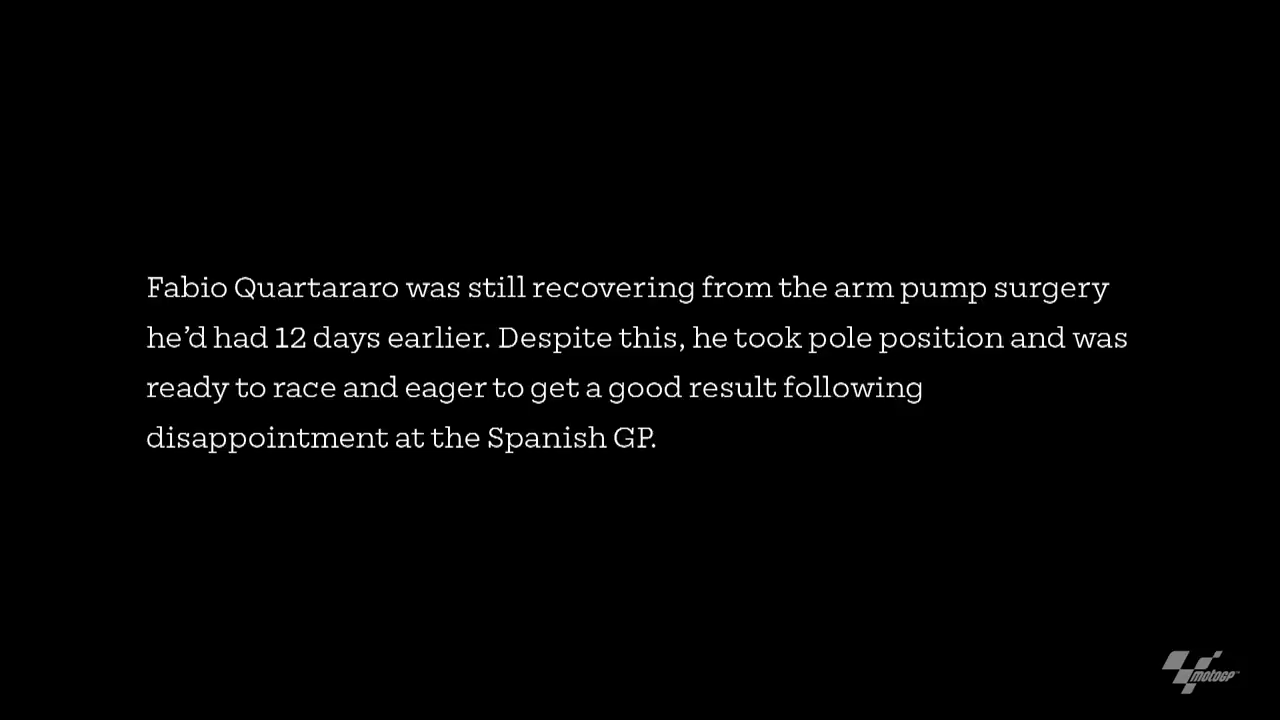 Fabio Quartararo was still recovering from the arm pump surgery
he’d had 12 days earlier. Despite this, he took pole position and was
ready to race and eager to get a good result following
disappointment at the Spanish GP.
motoGP™